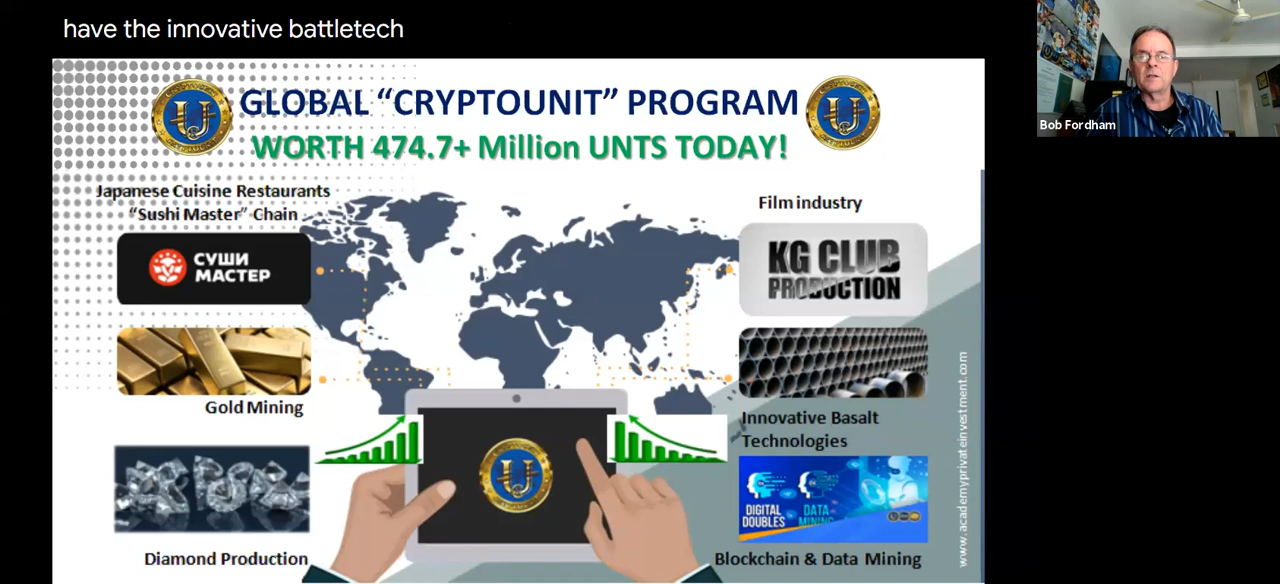 have the innovative battletech
GLOBAL “CRYPTOUNIT” PROGRAM
WORTH 474.7+ Million UNTS TODAY!
Japanese Cuisine Restaurants
“Sushi Master” Chain
СУШИ
МАСТЕР
Gold Mining
Diamond Production
Film industry
KG CLUB
PRODUCTION
Innovative Basalt
Technologies
DIGITAL
DOUBLES
DATA
MINING
Blockchain & Data Mining
www.academyprivateinvestment.com
Bob Fordham